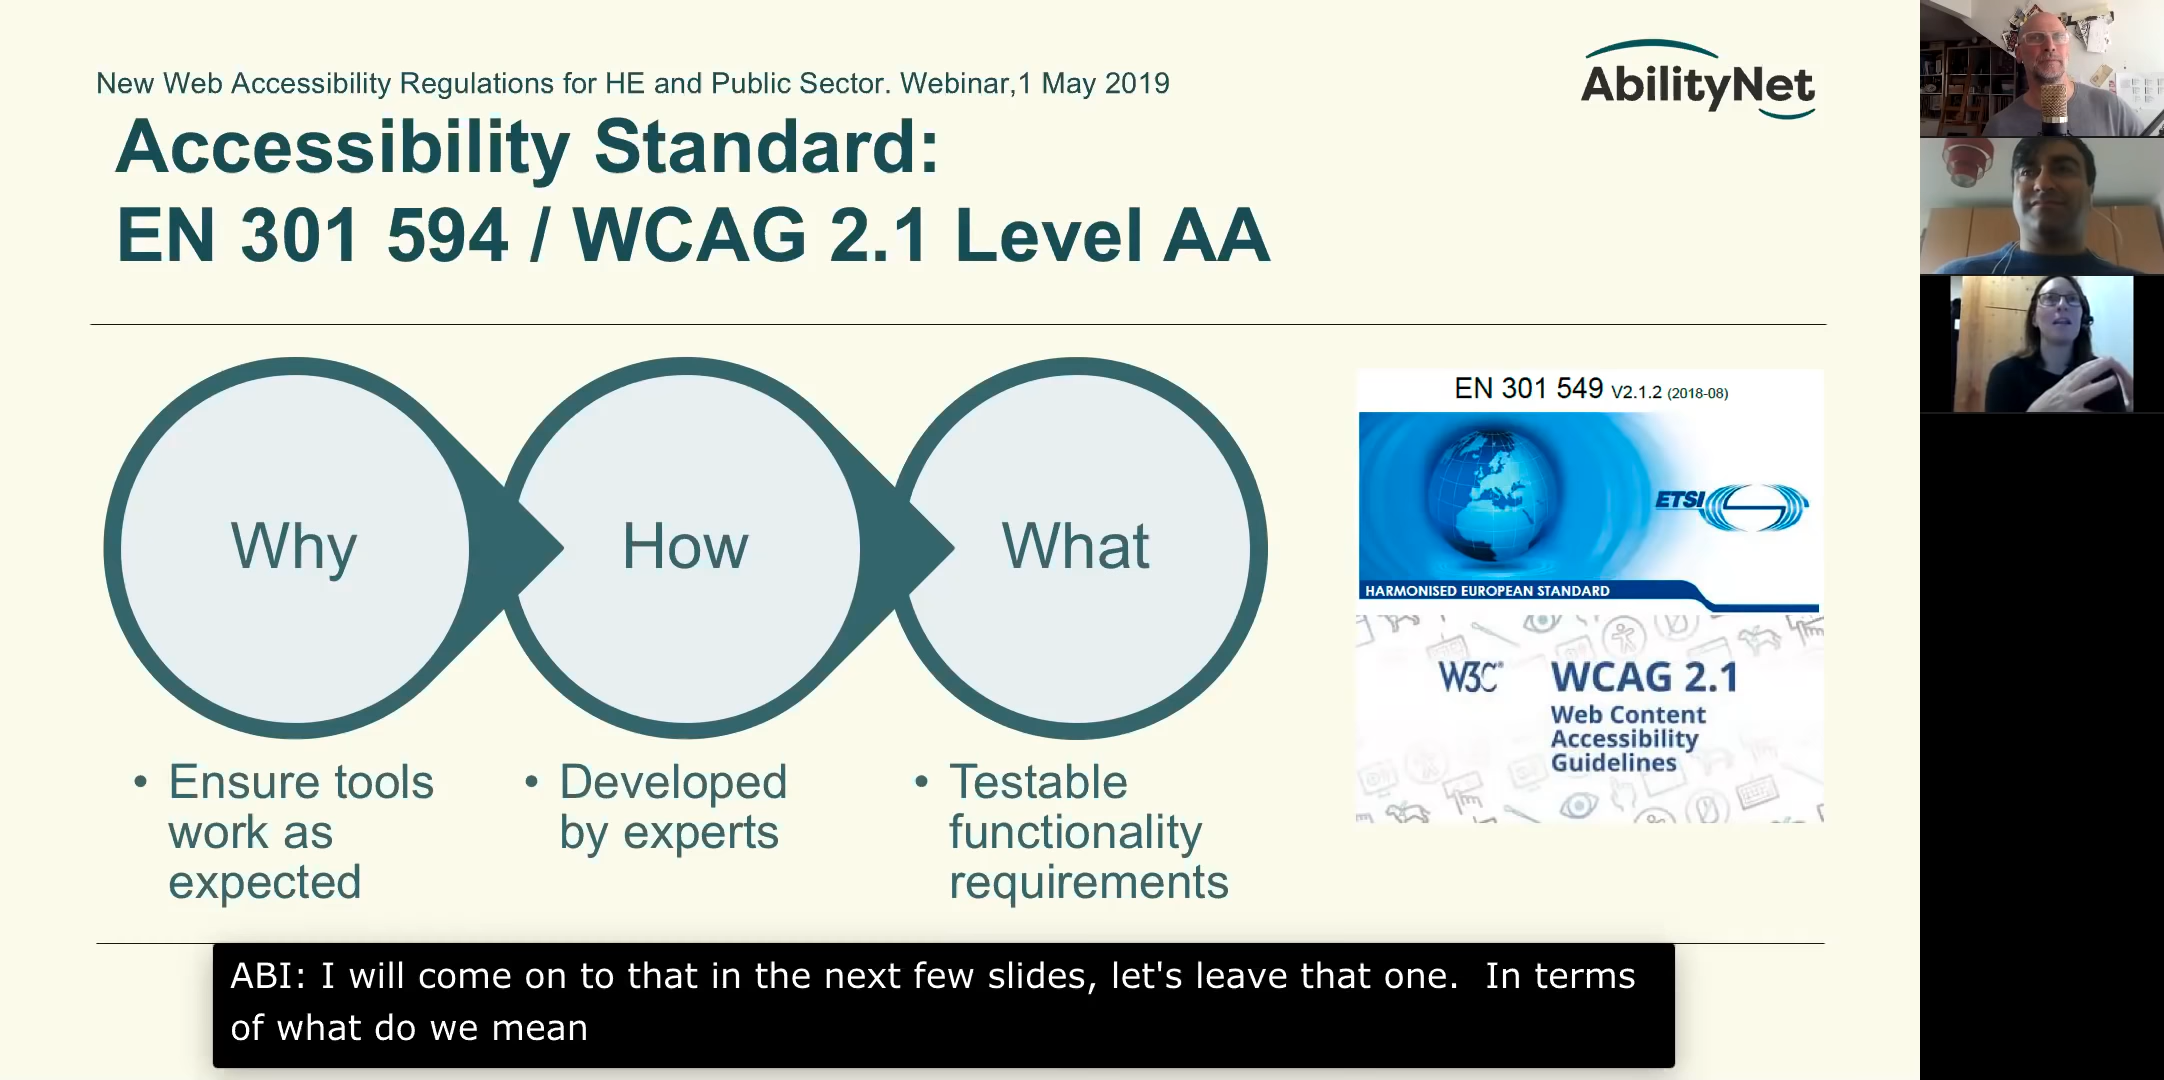 New Web Accessibility Regulations for HE and Public Sector. Webinar,1 May 2019
AbilityNet
Accessibility Standard:
EN 301 594 / WCAG 2.1 Level AA
Why
How
What
• Ensure tools
work as
expected
• Developed
by experts
• Testable
functionality
requirements
EN 301 549 V2.1.2 (2018-08)
ETSI
HARMONISED EUROPEAN STANDARD
W3C®
WCAG 2.1
Web Content
Accessibility
Guidelines
ABI: I will come on to that in the next few slides, let's leave that one.  In terms
of what do we mean